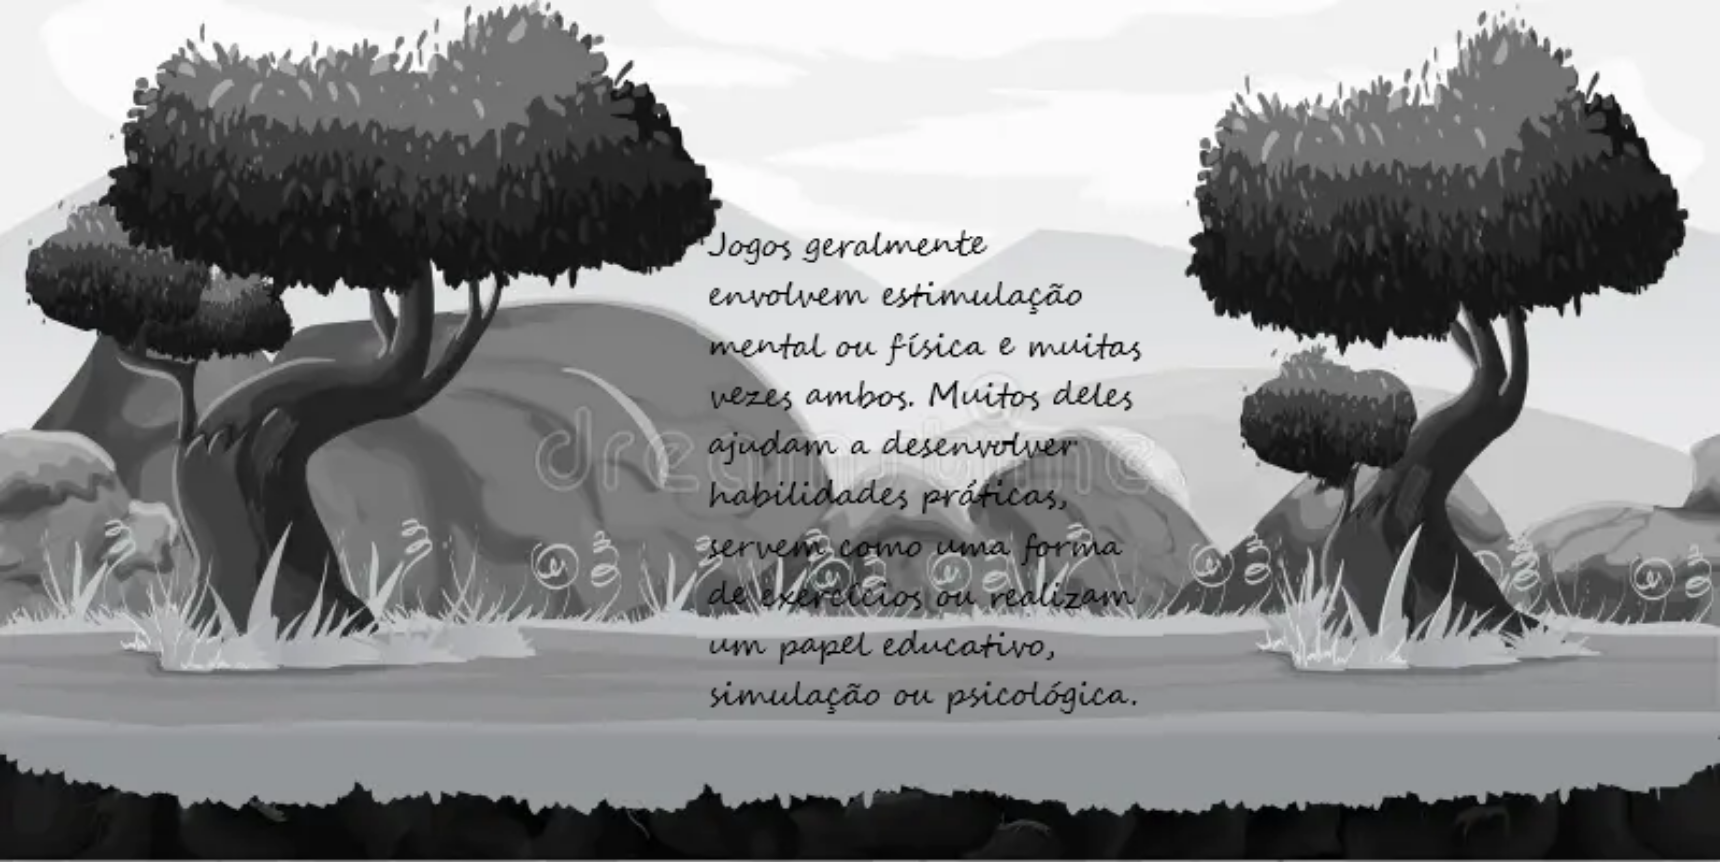 Jogos geralmente
envolvem estimulação
mental ou física e muitas
vezes ambos. Muitos deles
ajudam a desenvolver
dreamstime
habilidades práticas,
servem como uma forma
de exercícios ou realizam
um papel educativo,
simulação ou psicológica.